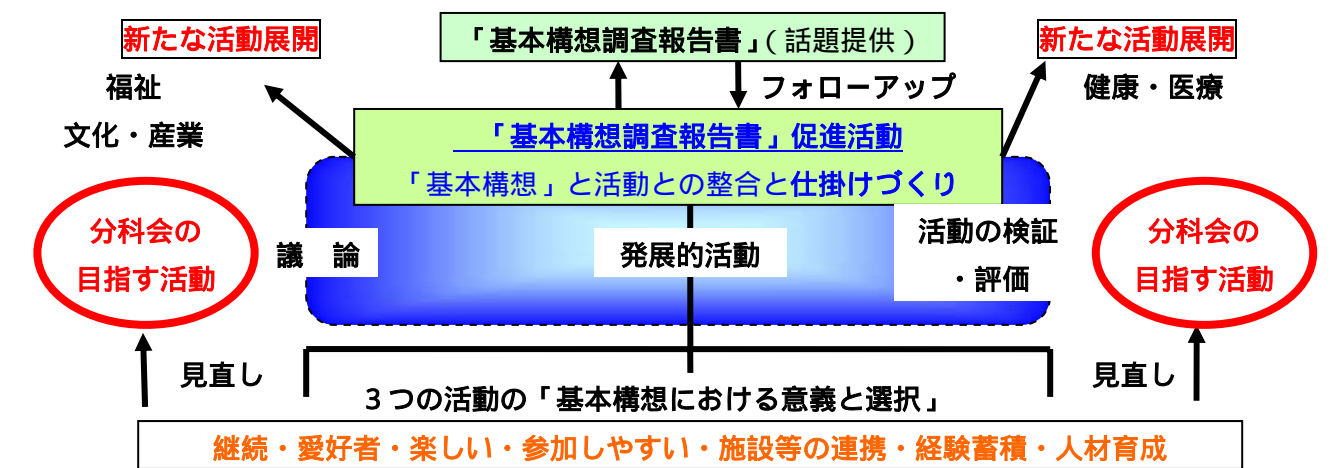 新たな活動展開
「基本構想調査報告書」（話題提供）
新たな活動展開
福祉
文化・産業
フォローアップ
健康・医療
「基本構想調査報告書」促進活動
「基本構想」と活動との整合と仕掛けづくり
分科会の
目指す活動
議　論
発展的活動
活動の検証
・評価
分科会の
目指す活動
見直し
見直し
３つの活動の「基本構想における意義と選択」
継続・愛好者・楽しい・参加しやすい・施設等の連携・経験蓄積・人材育成